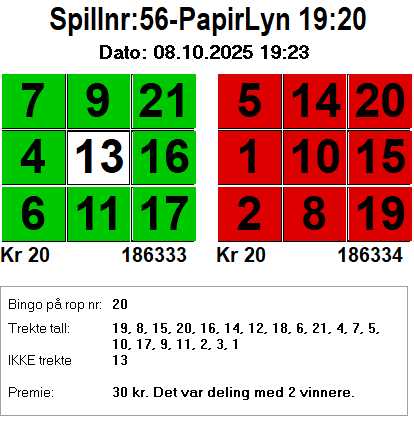 Spillnr:56-PapirLyn 19:20
Dato: 08.10.2025 19:23
7 9 21 5 14 20
4 13 16 1 10 15
6 11 17 2 8 19
Kr 20 186333 Kr 20 186334
Bingo på rop nr: 20
Trekte tall: 19, 8, 15, 20, 16, 14, 12, 18, 6, 21, 4, 7, 5,
10, 17, 9, 11, 2, 3, 1
IKKE trekte 13
Premie: 30 kr. Det var deling med 2 vinnere.